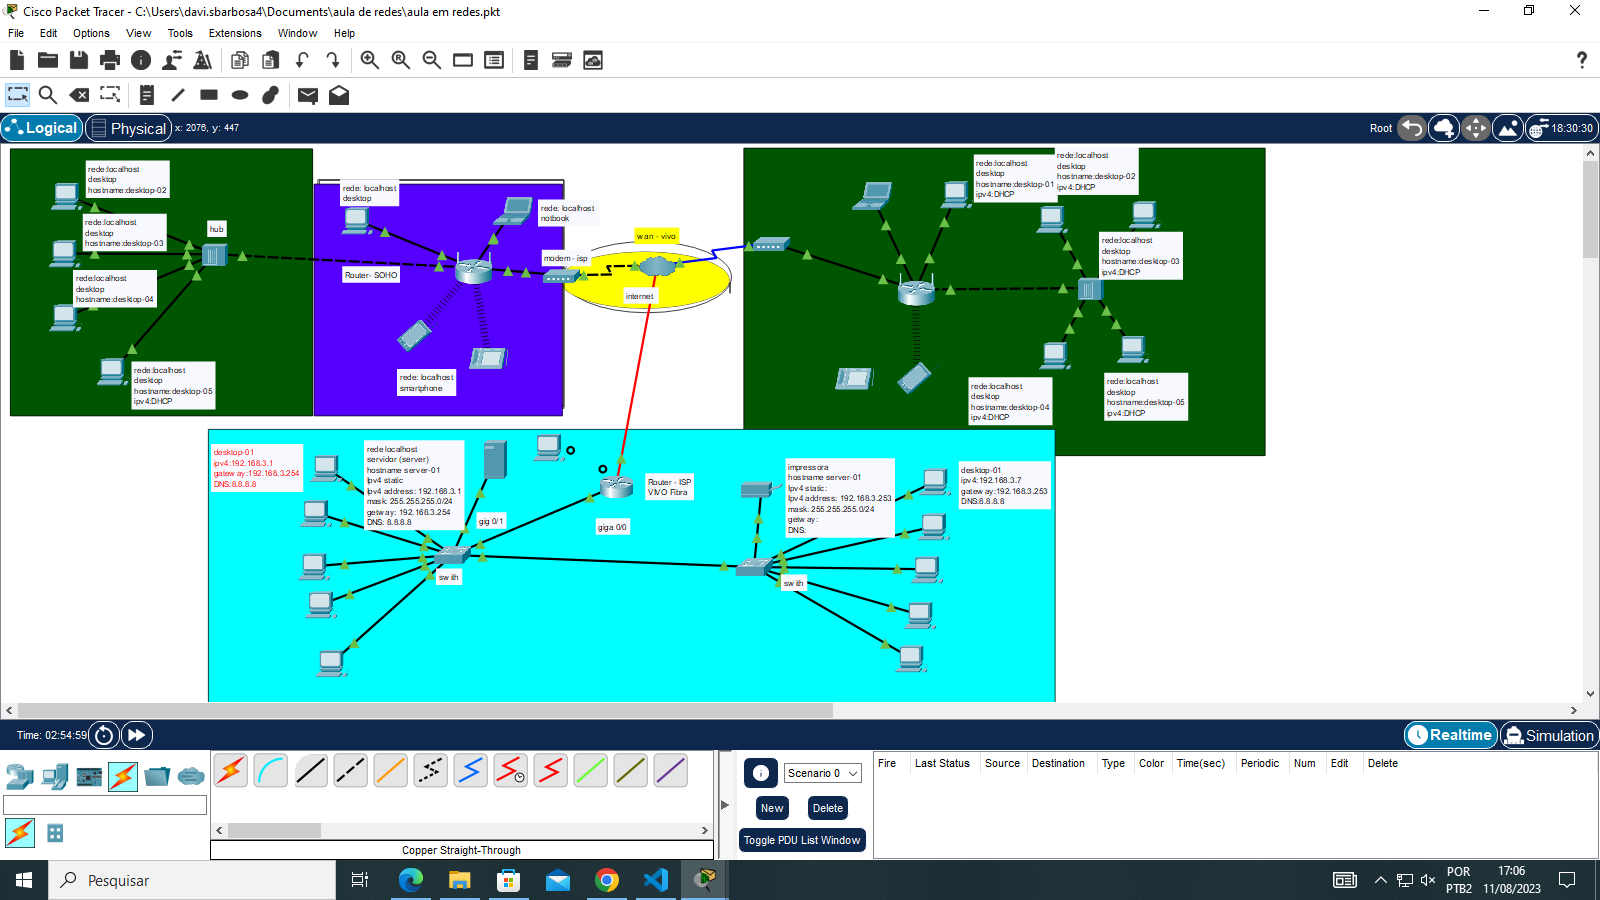 Cisco Packet Tracer - C:\Users\davi.sbarbosa4\Documents\aula de redes\aula em redes.pkt
File Edit Options View Tools Extensions Window Help
Logical Physical x: 2076, y: 447 Root 18:30:30
rede:localhost
desktop
hostname:desktop-02
rede:localhost
desktop
hostname:desktop-03
rede:localhost
desktop
hostname:desktop-04
rede:localhost
desktop
hostname:desktop-05
ipv4:DHCP
hub
rede: localhost
desktop
rede: localhost
notbook
Router- SOHO
modem - isp
rede: localhost
smartphone
wan - vivo
internet
rede:localhost
desktop
hostname:desktop-01
ipv4:DHCP
rede:localhost
desktop
hostname:desktop-02
ipv4:DHCP
rede:localhost
desktop
hostname:desktop-03
ipv4:DHCP
rede:localhost
desktop
hostname:desktop-04
ipv4:DHCP
rede:localhost
desktop
hostname:desktop-05
ipv4:DHCP
desktop-01
ipv4:192.168.3.1
gateway:192.168.3.254
DNS:8.8.8.8
rede localhost
servidor (server)
hostname server-01
Ipv4 static
Ipv4 address: 192.168.3.1
mask: 255.255.255.0/24
getway: 192.168.3.254
DNS: 8.8.8.8
gig 0/1
swith
Router - ISP
VIVO Fibra
giga 0/0
impressora
hostname server-01
Ipv4 static:
Ipv4 address: 192.168.3.253
mask: 255.255.255.0/24
getway:
DNS:
swith
desktop-01
ipv4:192.168.3.7
gateway:192.168.3.253
DNS:8.8.8.8
Time: 02:54:59 Realtime Simulation
Scenario 0
New Delete
Toggle PDU List Window
Fire Last Status Source Destination Type Color Time(sec) Periodic Num Edit Delete
Copper Straight-Through
Pesquisar
POR
PTB2
17:06
11/08/2023